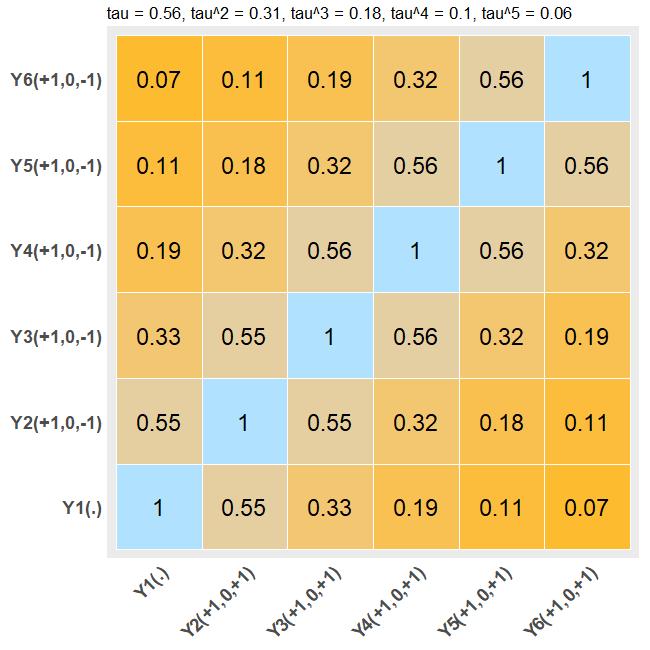 tau = 0.56, tau^2 = 0.31, tau^3 = 0.18, tau^4 = 0.1, tau^5 = 0.06
Y6(+1,0,-1) 0.07 0.11 0.19 0.32 0.56 1
Y5(+1,0,-1) 0.11 0.18 0.32 0.56 1 0.56
Y4(+1,0,-1) 0.19 0.32 0.56 1 0.56 0.32
Y3(+1,0,-1) 0.33 0.55 1 0.56 0.32 0.19
Y2(+1,0,-1) 0.55 1 0.55 0.32 0.18 0.11
Y1(.) 1 0.55 0.33 0.19 0.11 0.07
Y1(.) Y2(+1,0,+1) Y3(+1,0,+1) Y4(+1,0,+1) Y5(+1,0,+1) Y6(+1,0,+1)